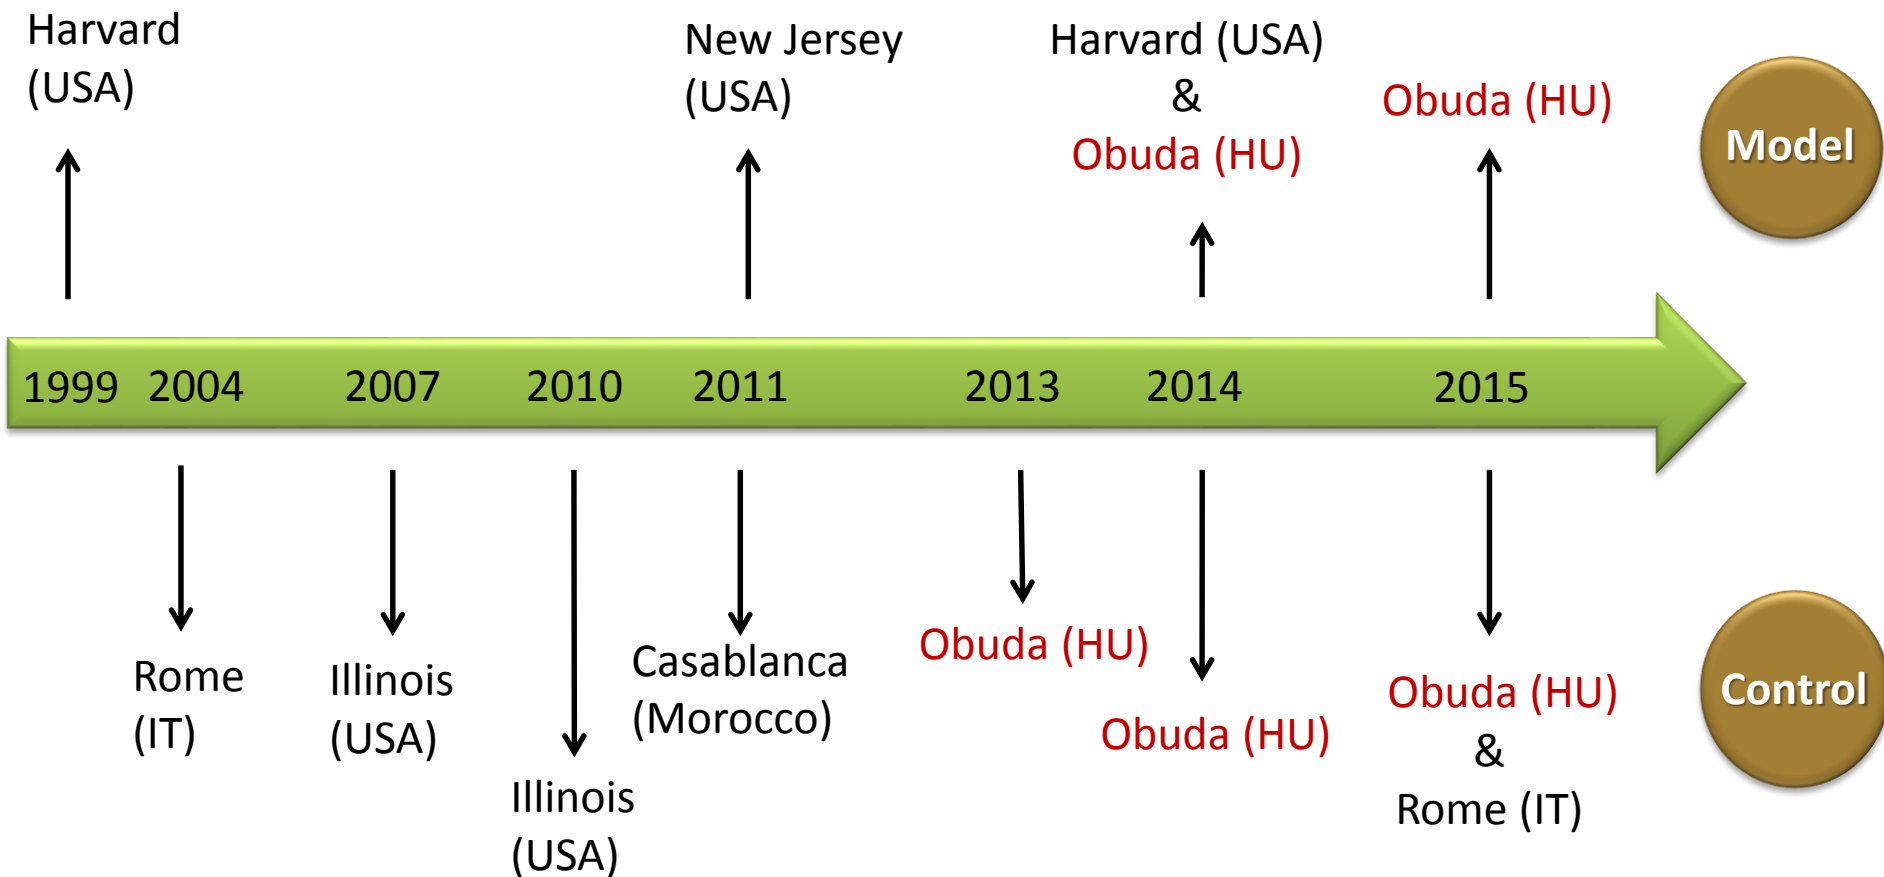 Harvard
(USA)
New Jersey
(USA)
Harvard (USA)
&
Obuda (HU)
Obuda (HU)
Model
1999 2004 2007 2010 2011 2013 2014 2015
Rome
(IT)
Illinois
(USA)
Illinois
(USA)
Casablanca
(Morocco)
Obuda (HU)
Obuda (HU)
Obuda (HU)
&
Rome (IT)
Control